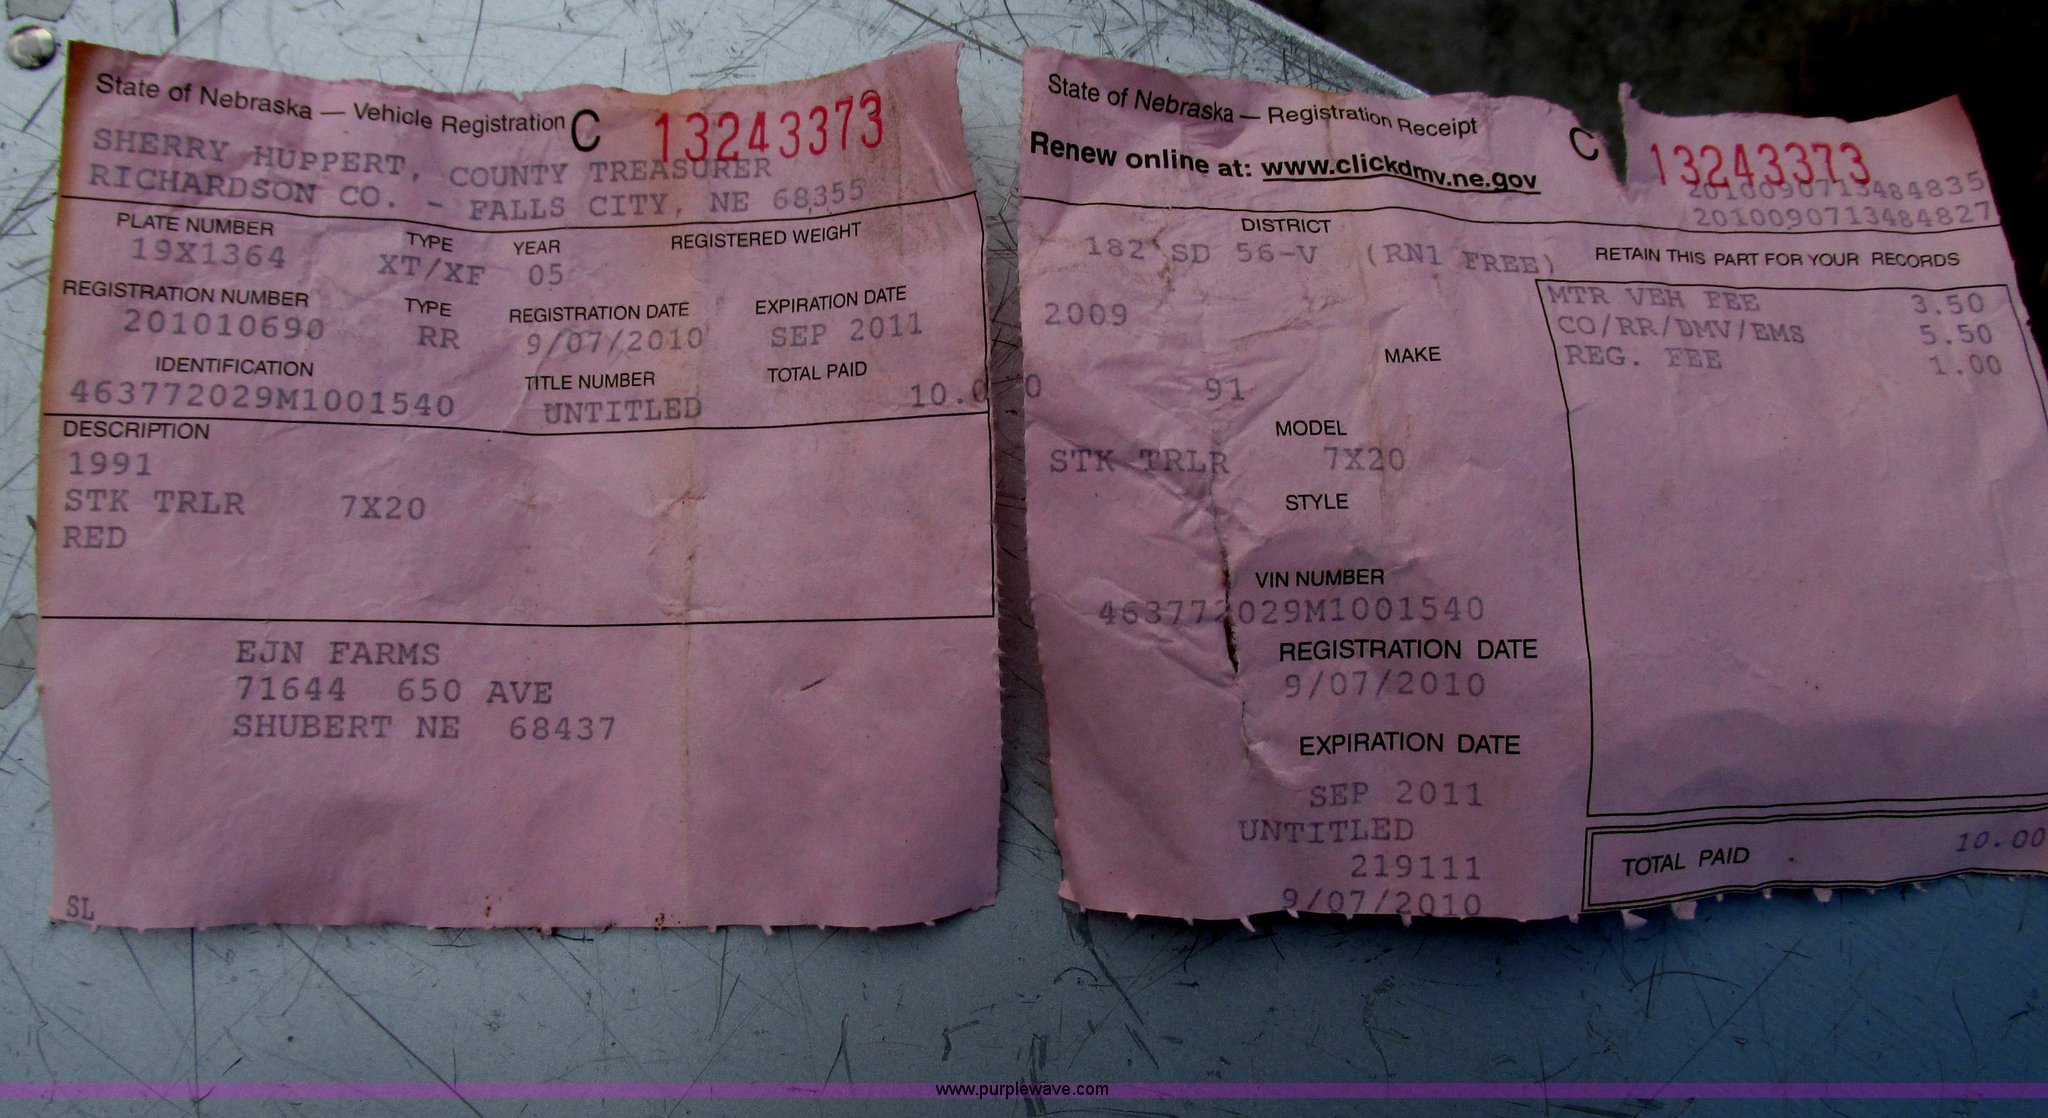 State of Nebraska — Vehicle Registration C 13243373
SHERRY HUPPERT, COUNTY TREASURER
RICHARDSON CO. - FALLS CITY, NE 68355
PLATE NUMBER TYPE YEAR REGISTERED WEIGHT
19X1364 XT/XF 05
REGISTRATION NUMBER TYPE REGISTRATION DATE EXPIRATION DATE
201010690 RR 9/07/2010 SEP 2011
IDENTIFICATION TITLE NUMBER TOTAL PAID
463772029M1001540 UNTITLED 10.00
DESCRIPTION
1991
STK TRLR 7X20
RED
EJN FARMS
71644 650 AVE
SHUBERT NE 68437
SL
State of Nebraska — Registration Receipt C 13243373
Renew online at: www.clickdmv.ne.gov
2010090713484835
2010090713484827
DISTRICT
182 SD 56-V (RN1 FREE)
RETAIN THIS PART FOR YOUR RECORDS
2009
MAKE
91
MODEL
STK TRLR 7X20
STYLE
VIN NUMBER
463772029M1001540
REGISTRATION DATE
9/07/2010
EXPIRATION DATE
SEP 2011
UNTITLED
219111
9/07/2010
MTR VEH FEE 3.50
CO/RR/DMV/EMS 5.50
REG. FEE 1.00
TOTAL PAID 10.00
www.purplewave.com